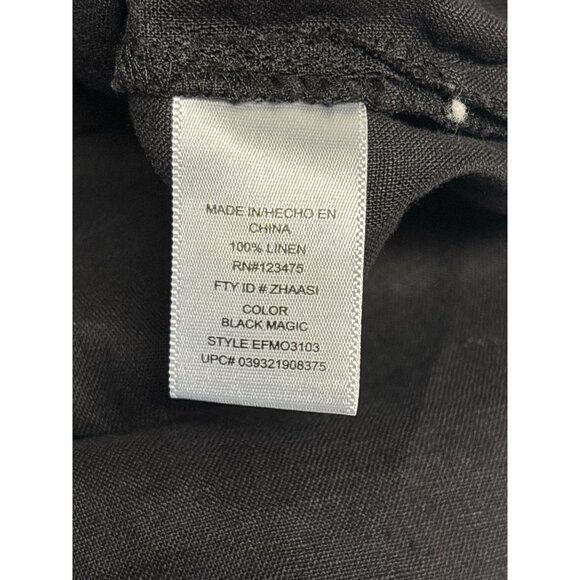 MADE IN/HECHO EN
CHINA
100% LINEN
RN#123475
FTY ID # ZHAASI
COLOR
BLACK MAGIC
STYLE EFMO3103
UPC# 039321908375